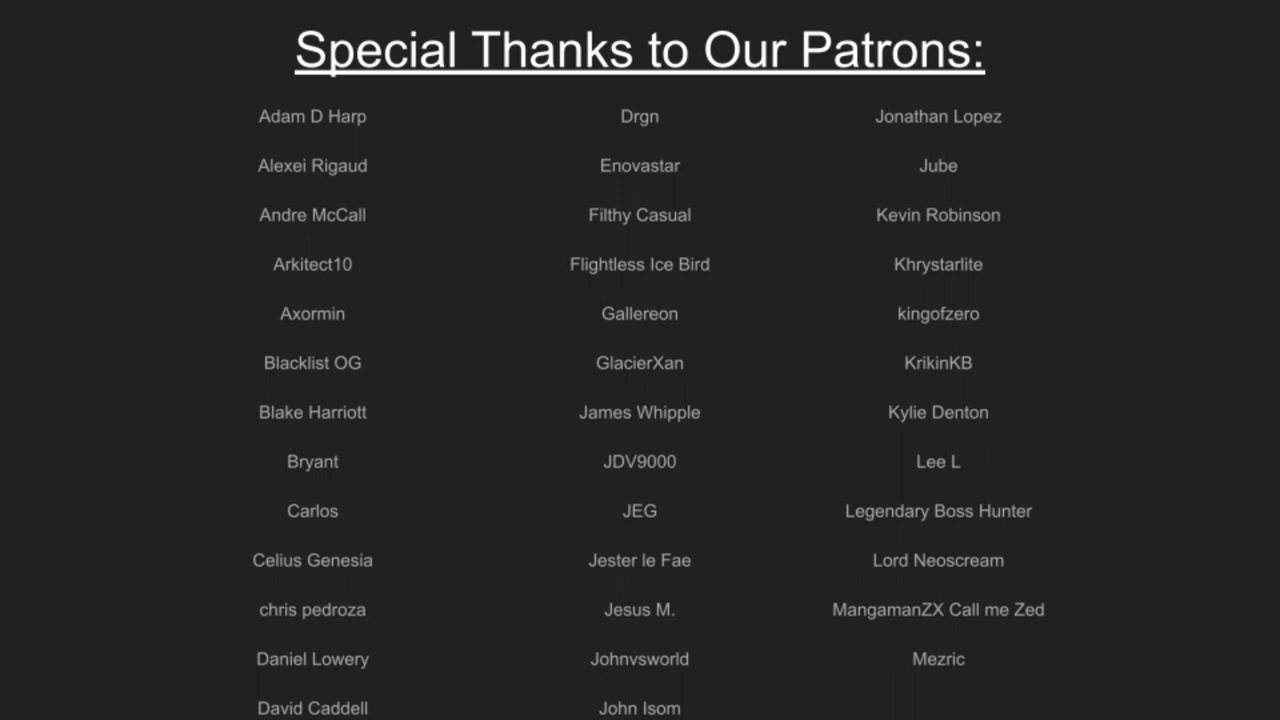 Special Thanks to Our Patrons:
Adam D Harp
Alexei Rigaud
Andre McCall
Arkitect10
Axormin
Blacklist OG
Blake Harriott
Bryant
Carlos
Celius Genesia
chris pedroza
Daniel Lowery
David Caddell
Drgn
Enovastar
Filthy Casual
Flightless Ice Bird
Gallereon
GlacierXan
James Whipple
JDV9000
JEG
Jester le Fae
Jesus M.
Johnvsworld
John Isom
Jonathan Lopez
Jube
Kevin Robinson
Khrystarlite
kingofzero
KrikinKB
Kylie Denton
Lee L
Legendary Boss Hunter
Lord Neoscream
MangamanZX Call me Zed
Mezric